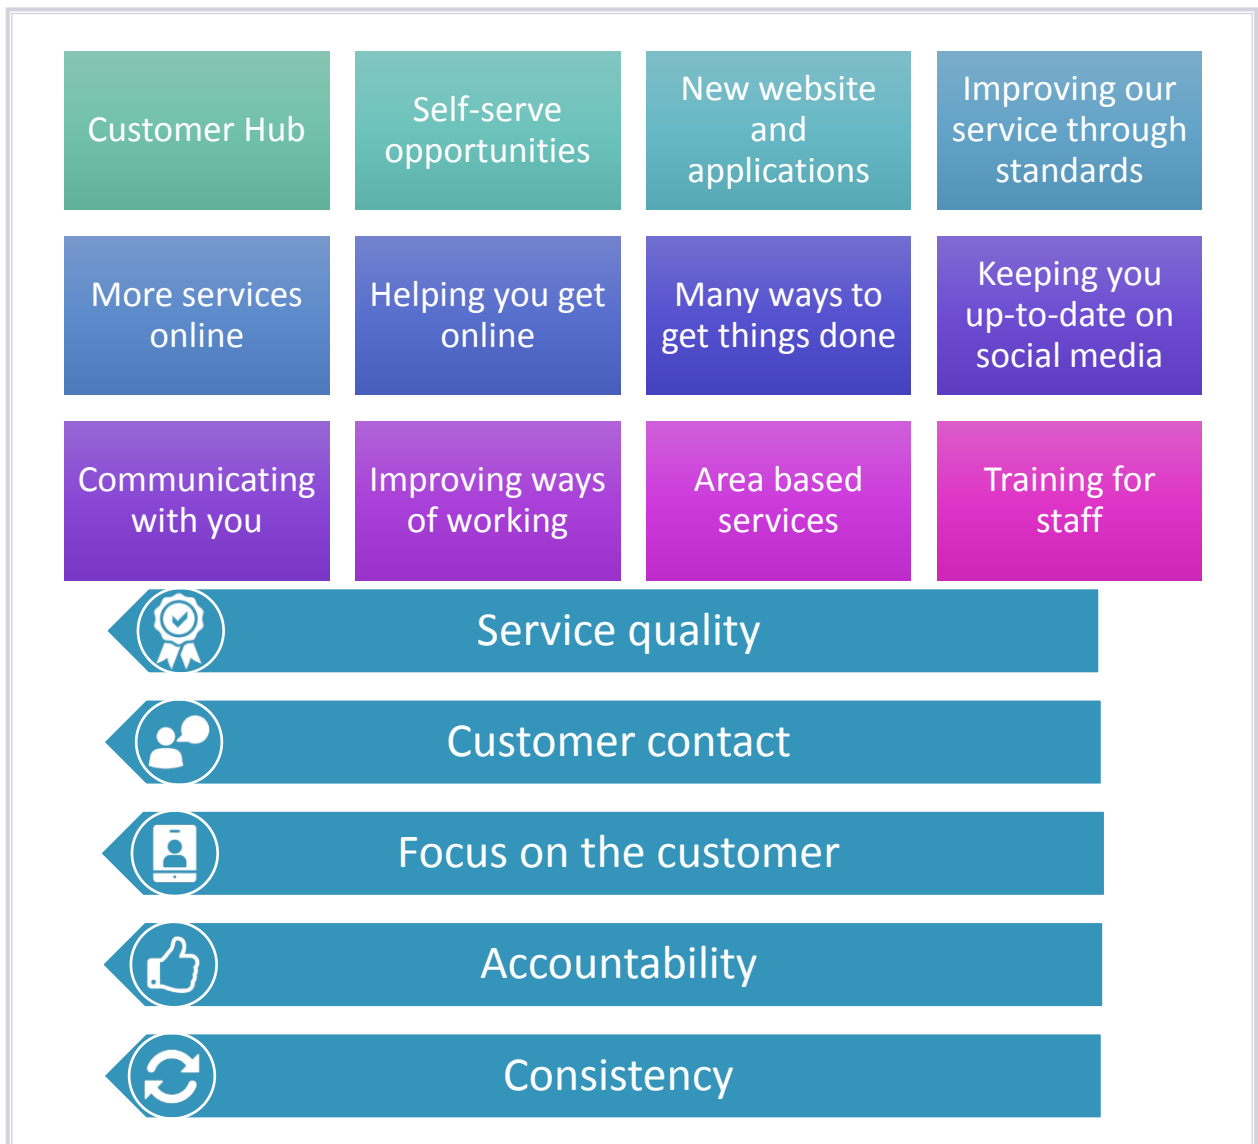 Customer Hub
Self-serve
opportunities
New website
and
applications
Improving our
service through
standards
More services
online
Helping you get
online
Many ways to
get things done
Keeping you
up-to-date on
social media
Communicating
with you
Improving ways
of working
Area based
services
Training for
staff
Service quality
Customer contact
Focus on the customer
Accountability
Consistency